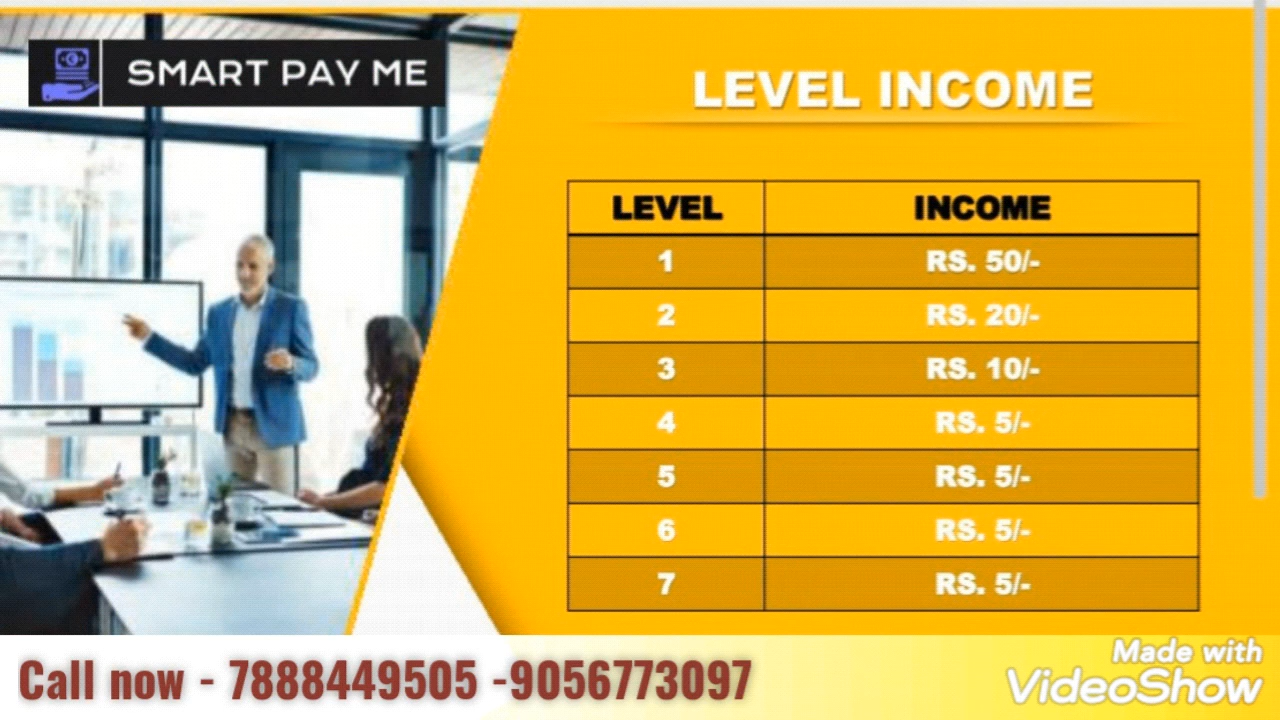 SMART PAY ME
LEVEL INCOME
LEVEL INCOME
1 RS. 50/-
2 RS. 20/-
3 RS. 10/-
4 RS. 5/-
5 RS. 5/-
6 RS. 5/-
7 RS. 5/-
Call now - 7888449505 -9056773097
Made with
VideoShow